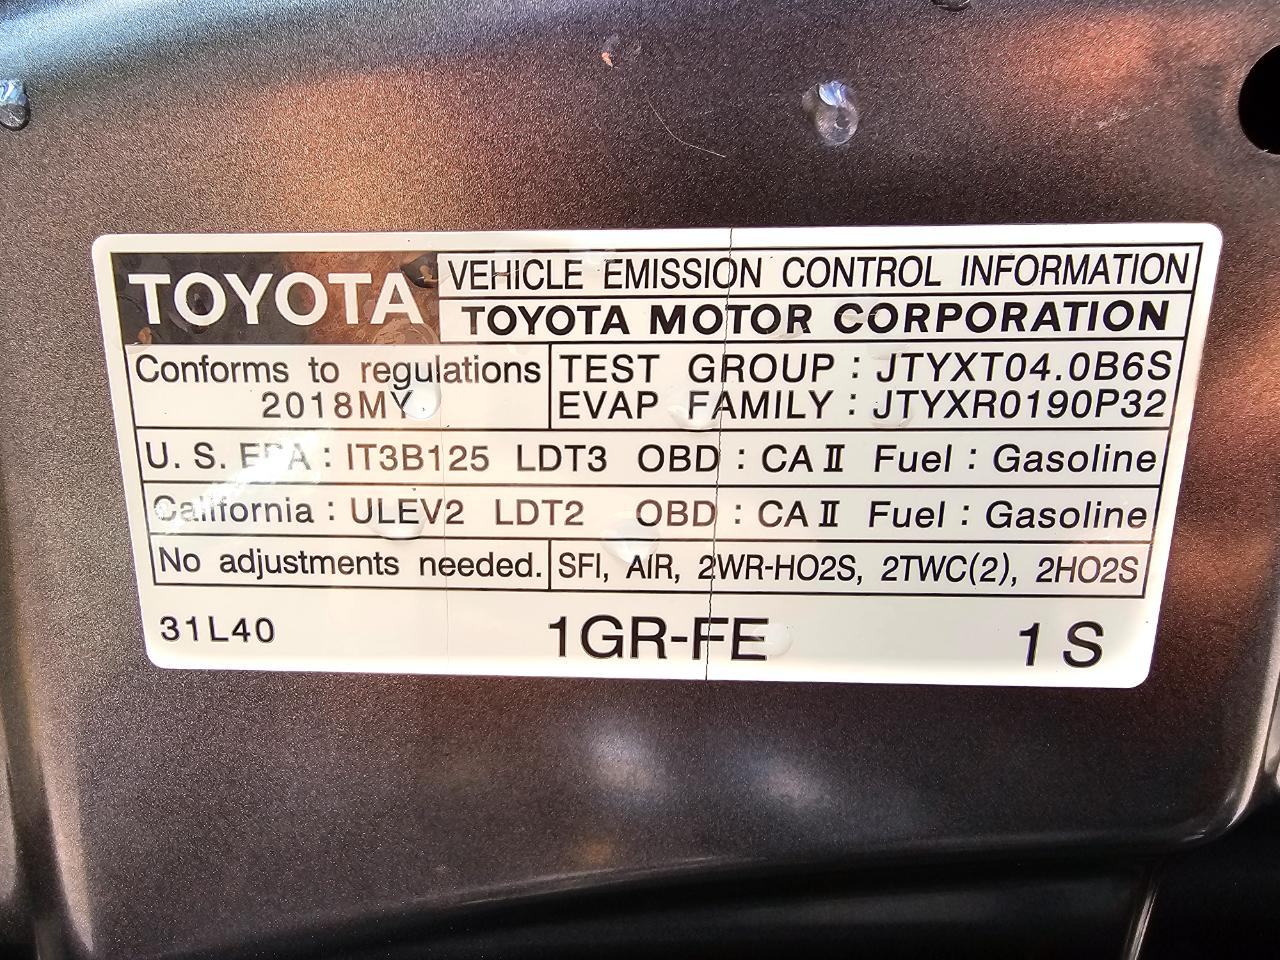 TOYOTA
VEHICLE EMISSION CONTROL INFORMATION
TOYOTA MOTOR CORPORATION
Conforms to regulations
2018MY
TEST GROUP : JTYXT04.0B6S
EVAP FAMILY : JTYXR0190P32
U. S. EPA : IT3B125 LDT3 OBD : CA II Fuel : Gasoline
California : ULEV2 LDT2 OBD : CA II Fuel : Gasoline
No adjustments needed.
SFI, AIR, 2WR-HO2S, 2TWC(2), 2HO2S
31L40 1GR-FE 1 S